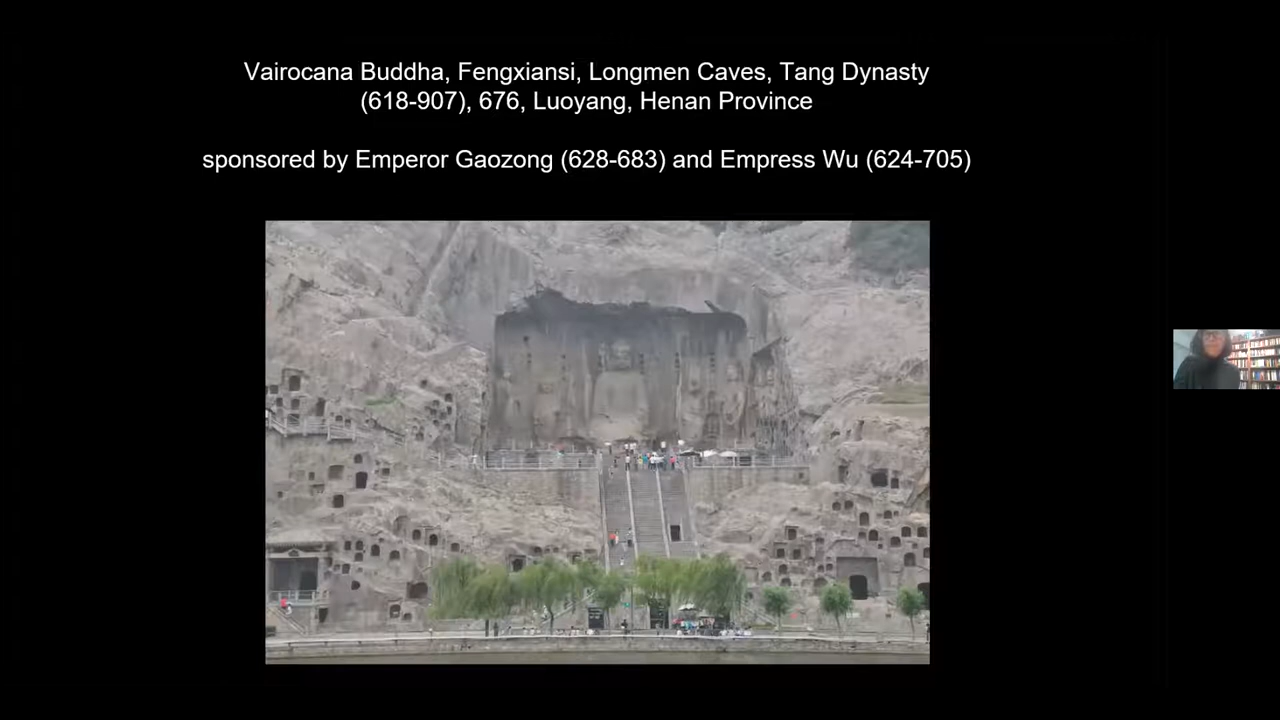 Vairocana Buddha, Fengxiansi, Longmen Caves, Tang Dynasty
(618-907), 676, Luoyang, Henan Province
sponsored by Emperor Gaozong (628-683) and Empress Wu (624-705)